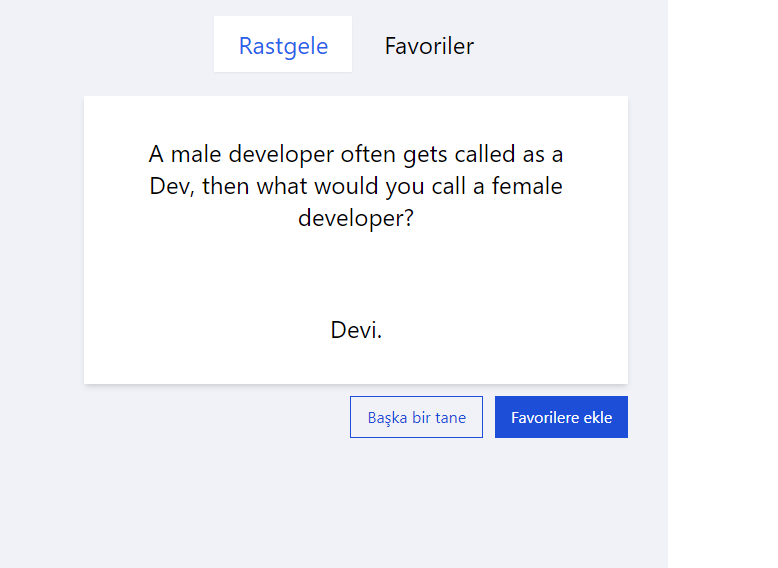 Rastgele Favoriler
A male developer often gets called as a
Dev, then what would you call a female
developer?
Devi.
Başka bir tane Favorilere ekle